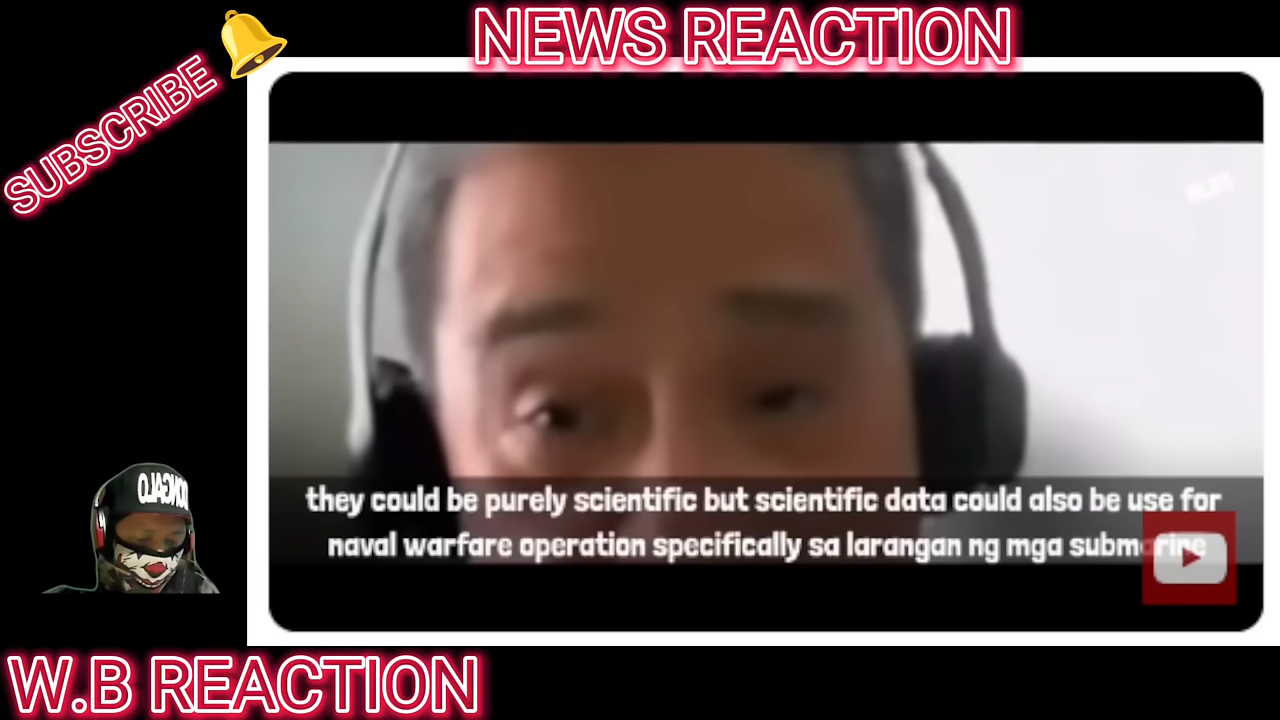 NEWS REACTION
SUBSCRIBE
they could be purely scientific but scientific data could also be use for
naval warfare operation specifically sa larangan ng mga submarine
W.B REACTION